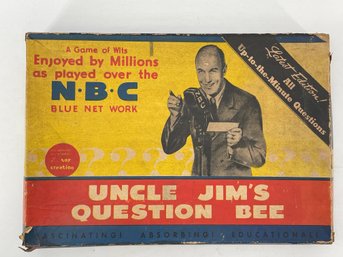 A Game of Wits
Enjoyed by Millions
as played over the
N·B·C
BLUE NET WORK
Latest Edition!
All
Up-to-the-Minute Questions
creation
UNCLE JIM'S
QUESTION BEE
FASCINATING! ABSORBING! EDUCATIONAL!